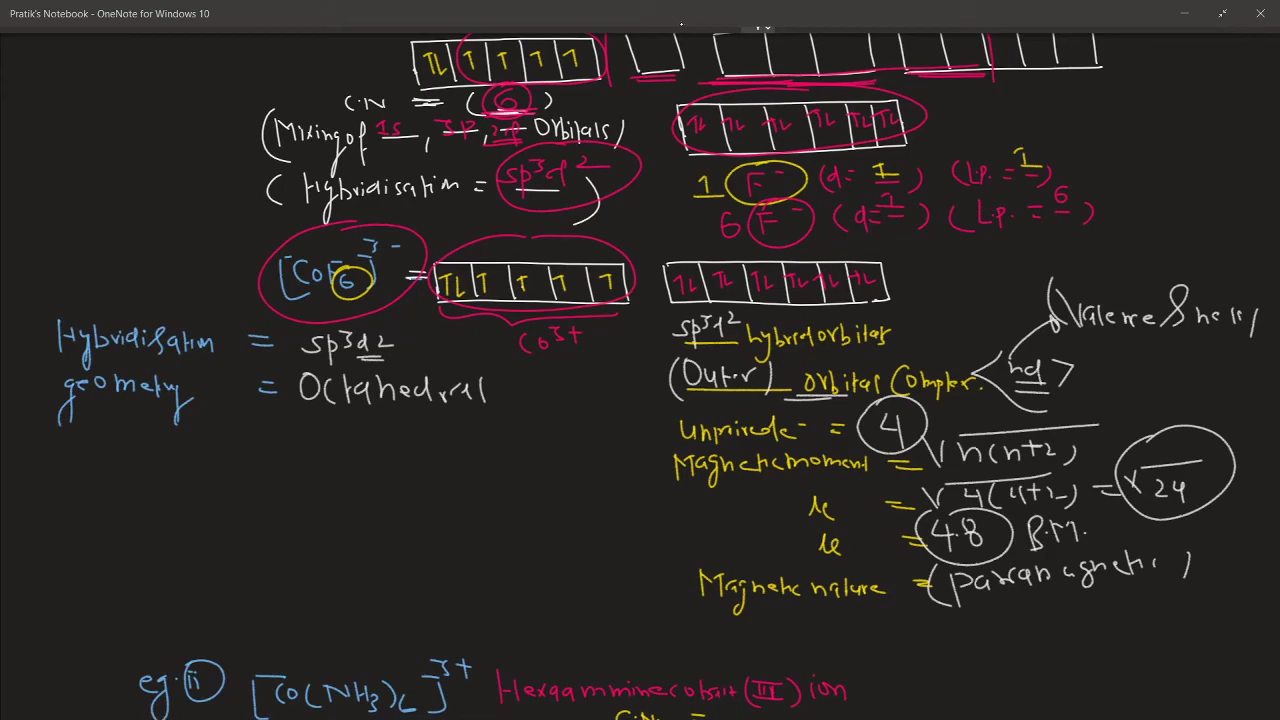 Pratik's Notebook - OneNote for Windows 10
C.N = (6)
(Mixing of 1s, 3p, 2d Orbitals)
(Hybridisation = sp³d²)
1 F⁻ (d= 1) (L.p. = 1)
6 F⁻ (d= 1) (L.p. = 6)
[CoF6]³⁻ =
Co³⁺
Hybridisation = sp³d²
geometry = Octahedral
sp³d² hybrid orbitals
(Outer) orbital Complex. <nd> (Valence Shell)
Unpaired e⁻ = 4
Magnetic moment = √n(n+2)
μ = √4(4+2) = √24
μ = 4.8 B.M.
Magnetic nature = (paramagnetic)
eg. ii [Co(NH3)6]³⁺ Hexaamminecobalt (III) ion
C.N =